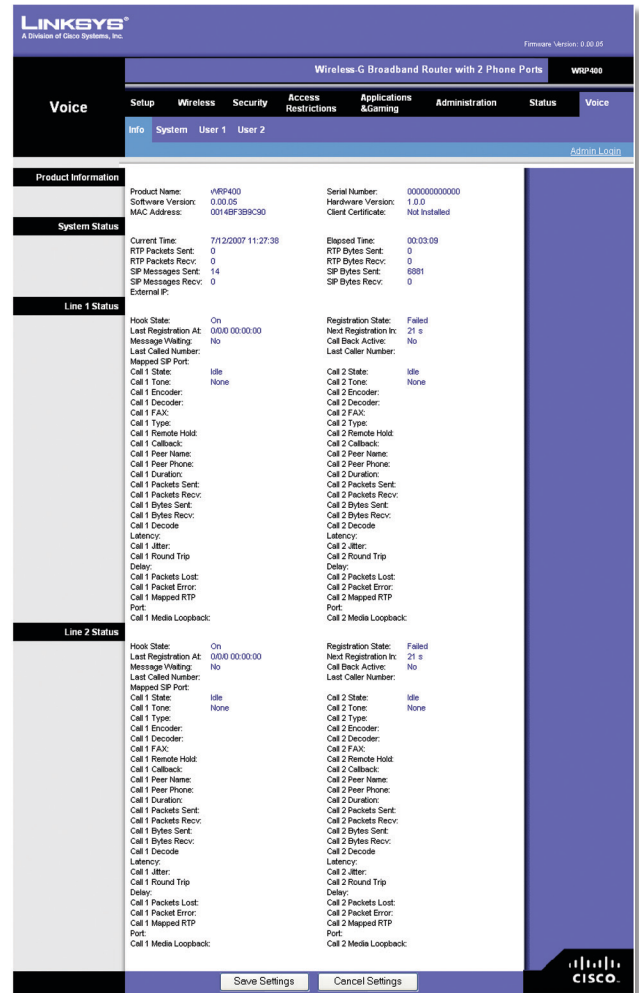 LINKSYS®
A Division of Cisco Systems, Inc.
Firmware Version: 0.00.05
Wireless-G Broadband Router with 2 Phone Ports WRP400
Voice
Setup Wireless Security Access Restrictions Applications &Gaming Administration Status Voice
Info System User 1 User 2
Admin Login
Product Information
Product Name: WRP400 Serial Number: 000000000000
Software Version: 0.00.05 Hardware Version: 1.0.0
MAC Address: 0014BF3B9C90 Client Certificate: Not Installed
System Status
Current Time: 7/12/2007 11:27:38 Elapsed Time: 00:03:09
RTP Packets Sent: 0 RTP Bytes Sent: 0
RTP Packets Recv: 0 RTP Bytes Recv: 0
SIP Messages Sent: 14 SIP Bytes Sent: 6881
SIP Messages Recv: 0 SIP Bytes Recv: 0
External IP:
Line 1 Status
Hook State: On Registration State: Failed
Last Registration At: 0/0/0 00:00:00 Next Registration In: 21 s
Message Waiting: No Call Back Active: No
Last Called Number: Last Caller Number:
Mapped SIP Port:
Call 1 State: Idle Call 2 State: Idle
Call 1 Tone: None Call 2 Tone: None
Call 1 Encoder: Call 2 Encoder:
Call 1 Decoder: Call 2 Decoder:
Call 1 FAX: Call 2 FAX:
Call 1 Type: Call 2 Type:
Call 1 Remote Hold: Call 2 Remote Hold:
Call 1 Callback: Call 2 Callback:
Call 1 Peer Name: Call 2 Peer Name:
Call 1 Peer Phone: Call 2 Peer Phone:
Call 1 Duration: Call 2 Duration:
Call 1 Packets Sent: Call 2 Packets Sent:
Call 1 Packets Recv: Call 2 Packets Recv:
Call 1 Bytes Sent: Call 2 Bytes Sent:
Call 1 Bytes Recv: Call 2 Bytes Recv:
Call 1 Decode Call 2 Decode
Latency: Latency:
Call 1 Jitter: Call 2 Jitter:
Call 1 Round Trip Call 2 Round Trip
Delay: Delay:
Call 1 Packets Lost: Call 2 Packets Lost:
Call 1 Packet Error: Call 2 Packet Error:
Call 1 Mapped RTP Call 2 Mapped RTP
Port: Port:
Call 1 Media Loopback: Call 2 Media Loopback:
Line 2 Status
Hook State: On Registration State: Failed
Last Registration At: 0/0/0 00:00:00 Next Registration In: 21 s
Message Waiting: No Call Back Active: No
Last Called Number: Last Caller Number:
Mapped SIP Port:
Call 1 State: Idle Call 2 State: Idle
Call 1 Tone: None Call 2 Tone: None
Call 1 Type: Call 2 Type:
Call 1 Encoder: Call 2 Encoder:
Call 1 Decoder: Call 2 Decoder:
Call 1 FAX: Call 2 FAX:
Call 1 Remote Hold: Call 2 Remote Hold:
Call 1 Callback: Call 2 Callback:
Call 1 Peer Name: Call 2 Peer Name:
Call 1 Peer Phone: Call 2 Peer Phone:
Call 1 Duration: Call 2 Duration:
Call 1 Packets Sent: Call 2 Packets Sent:
Call 1 Packets Recv: Call 2 Packets Recv:
Call 1 Bytes Sent: Call 2 Bytes Sent:
Call 1 Bytes Recv: Call 2 Bytes Recv:
Call 1 Decode Call 2 Decode
Latency: Latency:
Call 1 Jitter: Call 2 Jitter:
Call 1 Round Trip Call 2 Round Trip
Delay: Delay:
Call 1 Packets Lost: Call 2 Packets Lost:
Call 1 Packet Error: Call 2 Packet Error:
Call 1 Mapped RTP Call 2 Mapped RTP
Port: Port:
Call 1 Media Loopback: Call 2 Media Loopback:
Save Settings Cancel Settings
CISCO.